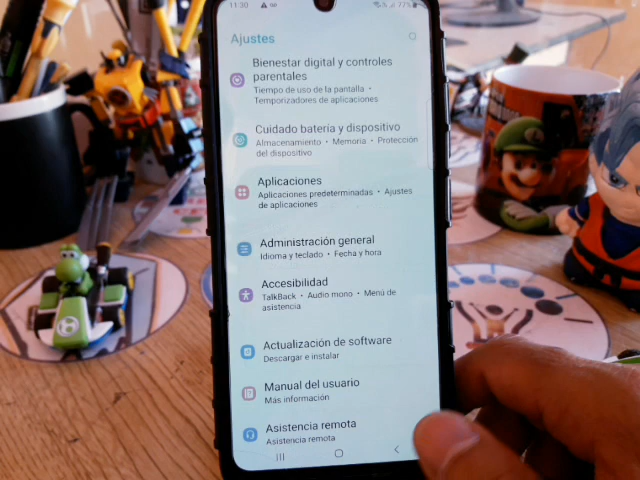 11:30
77%
Ajustes
Bienestar digital y controles
parentales
Tiempo de uso de la pantalla •
Temporizadores de aplicaciones
Cuidado batería y dispositivo
Almacenamiento • Memoria • Protección
del dispositivo
Aplicaciones
Aplicaciones predeterminadas • Ajustes
de aplicaciones
Administración general
Idioma y teclado • Fecha y hora
Accesibilidad
TalkBack • Audio mono • Menú de
asistencia
Actualización de software
Descargar e instalar
Manual del usuario
Más información
Asistencia remota
Asistencia remota